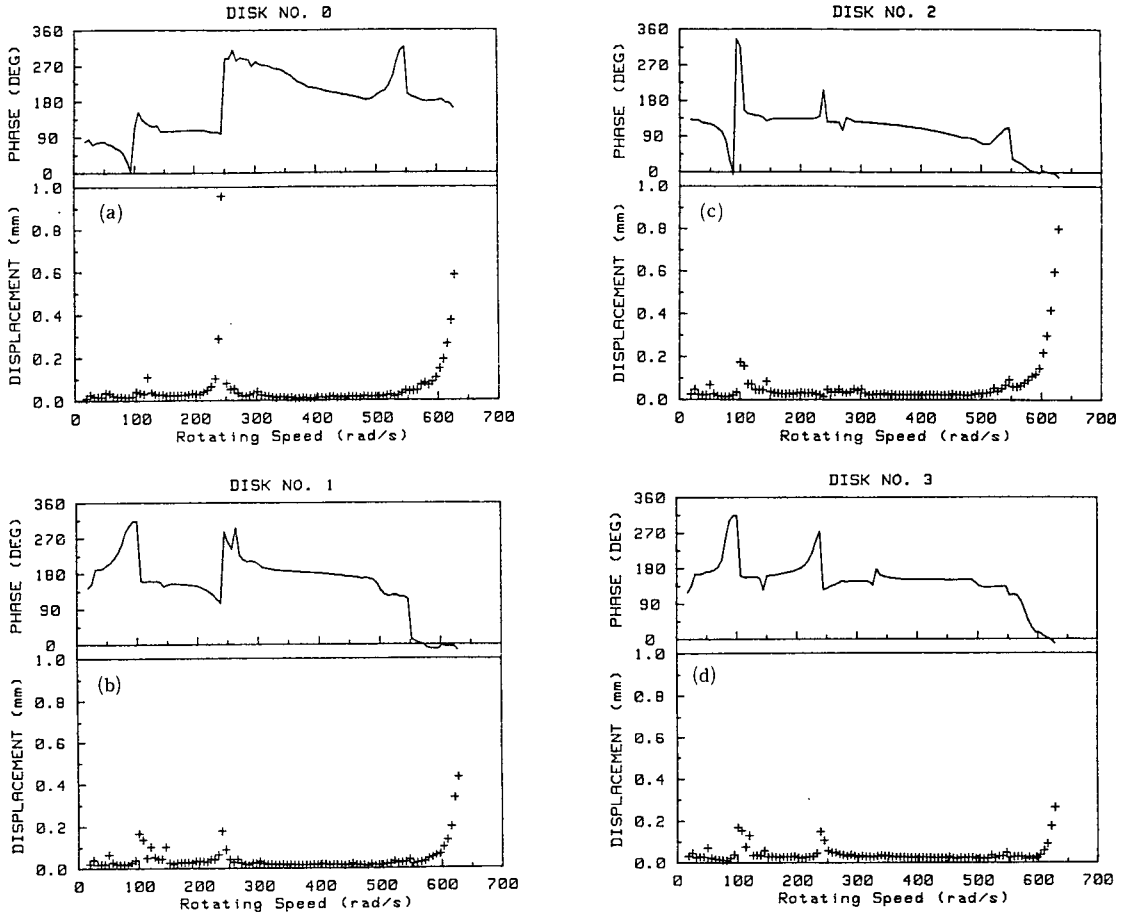 DISK NO. 0
PHASE (DEG)
360
270
180
90
0
DISPLACEMENT (mm)
1.0
0.8
0.6
0.4
0.2
0.0
(a)
0 100 200 300 400 500 600 700
Rotating Speed (rad/s)
DISK NO. 2
PHASE (DEG)
360
270
180
90
0
DISPLACEMENT (mm)
1.0
0.8
0.6
0.4
0.2
0.0
(c)
0 100 200 300 400 500 600 700
Rotating Speed (rad/s)
DISK NO. 1
PHASE (DEG)
360
270
180
90
0
DISPLACEMENT (mm)
1.0
0.8
0.6
0.4
0.2
0.0
(b)
0 100 200 300 400 500 600 700
Rotating Speed (rad/s)
DISK NO. 3
PHASE (DEG)
360
270
180
90
0
DISPLACEMENT (mm)
1.0
0.8
0.6
0.4
0.2
0.0
(d)
0 100 200 300 400 500 600 700
Rotating Speed (rad/s)